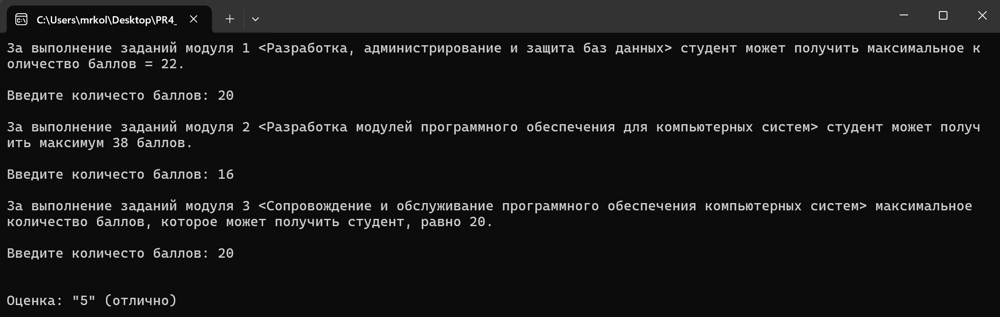 C:\Users\mrkol\Desktop\PR4_
За выполнение заданий модуля 1 <Разработка, администрирование и защита баз данных> студент может получить максимальное к
оличество баллов = 22.
Введите количесто баллов: 20
За выполнение заданий модуля 2 <Разработка модулей программного обеспечения для компьютерных систем> студент может получ
ить максимум 38 баллов.
Введите количесто баллов: 16
За выполнение заданий модуля 3 <Сопровождение и обслуживание программного обеспечения компьютерных систем> максимальное
количество баллов, которое может получить студент, равно 20.
Введите количесто баллов: 20
Оценка: "5" (отлично)